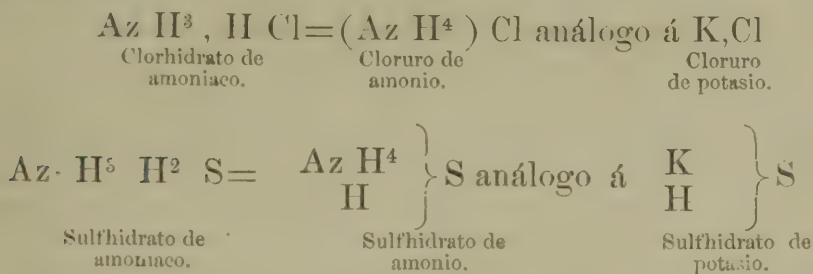 Az H³, H Cl=(Az H⁴) Cl análogo á K,Cl
Clorhidrato de amoniaco. Cloruro de amonio. Cloruro de potasio.
Az· H³ H² S= Az H⁴ H } S análogo á K H } S
Sulfhidrato de amoniaco. Sulfhidrato de amonio. Sulfhidrato de potasio.